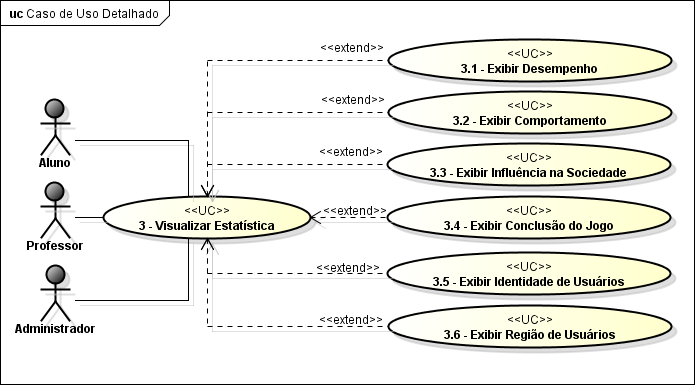 uc Caso de Uso Detalhado
<<extend>>
<<UC>>
3.1 - Exibir Desempenho
<<extend>>
<<UC>>
3.2 - Exibir Comportamento
Aluno
<<extend>>
<<UC>>
3.3 - Exibir Influência na Sociedade
Professor
<<UC>>
3 - Visualizar Estatística
<<extend>>
<<UC>>
3.4 - Exibir Conclusão do Jogo
<<extend>>
<<UC>>
3.5 - Exibir Identidade de Usuários
Administrador
<<extend>>
<<UC>>
3.6 - Exibir Região de Usuários